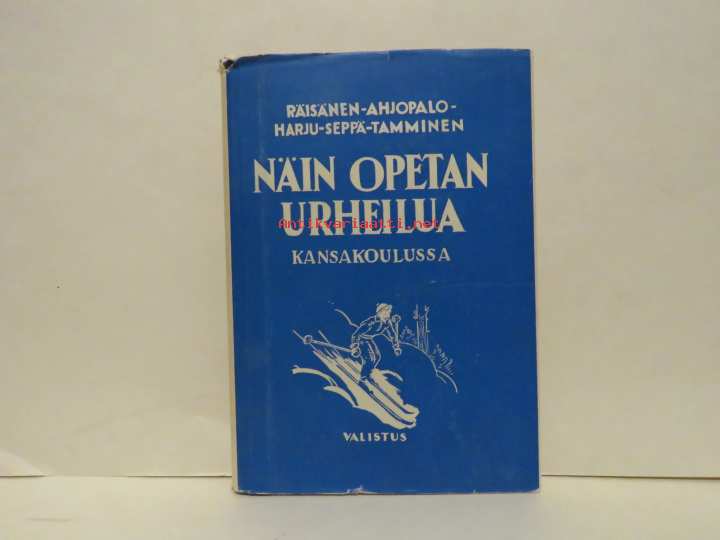 RÄISÄNEN-AHJOPALO-
HARJU-SEPPÄ-TAMMINEN
NÄIN OPETAN
URHEILUA
Antikvariaatti.net
KANSAKOULUSSA
VALISTUS